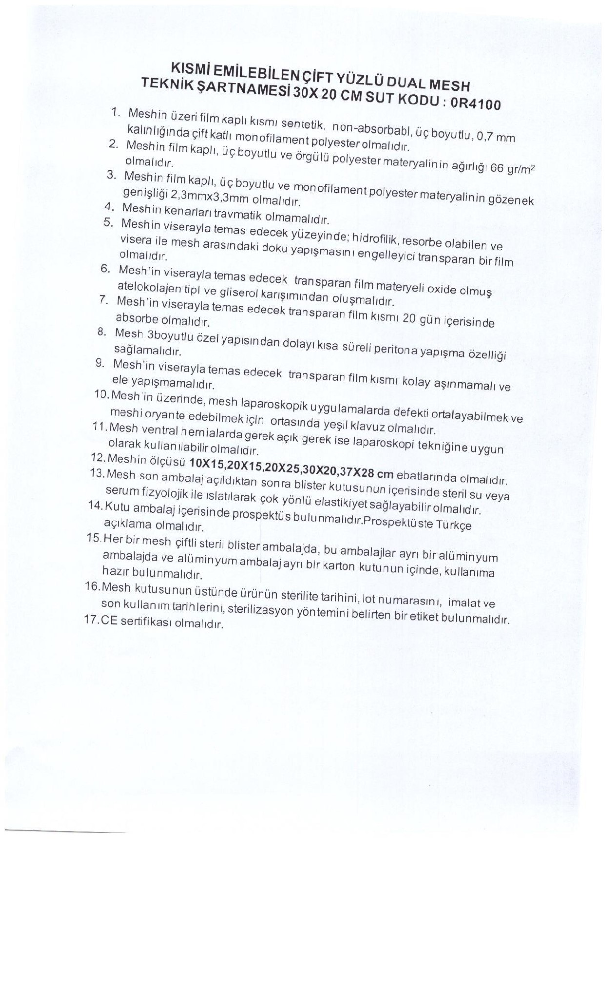 KISMİ EMİLEBİLEN ÇİFT YÜZLÜ DUAL MESH
TEKNİK ŞARTNAMESİ 30X 20 CM SUT KODU : 0R4100
1. Meshin üzeri film kaplı kısmı sentetik, non-absorbabl, üç boyutlu, 0,7 mm
kalınlığında çift katlı monofilament polyester olmalıdır.
2. Meshin film kaplı, üç boyutlu ve örgülü polyester materyalinin ağırlığı 66 gr/m²
olmalıdır.
3. Meshin film kaplı, üç boyutlu ve monofilament polyester materyalinin gözenek
genişliği 2,3mmx3,3mm olmalıdır.
4. Meshin kenarları travmatik olmamalıdır.
5. Meshin viserayla temas edecek yüzeyinde; hidrofilik, resorbe olabilen ve
visera ile mesh arasındaki doku yapışmasını engelleyici transparan bir film
olmalıdır.
6. Mesh'in viserayla temas edecek transparan film materyeli oxide olmuş
atelokolajen tipl ve gliserol karışımından oluşmalıdır.
7. Mesh'in viserayla temas edecek transparan film kısmı 20 gün içerisinde
absorbe olmalıdır.
8. Mesh 3boyutlu özel yapısından dolayı kısa süreli peritona yapışma özelliği
sağlamalıdır.
9. Mesh'in viserayla temas edecek transparan film kısmı kolay aşınmamalı ve
ele yapışmamalıdır.
10. Mesh'in üzerinde, mesh laparoskopik uygulamalarda defekti ortalayabilmek ve
meshi oryante edebilmek için ortasında yeşil klavuz olmalıdır.
11. Mesh ventral hernialarda gerek açık gerek ise laparoskopi tekniğine uygun
olarak kullanılabilir olmalıdır.
12. Meshin ölçüsü 10X15,20X15,20X25,30X20,37X28 cm ebatlarında olmalıdır.
13. Mesh son ambalaj açıldıktan sonra blister kutusunun içerisinde steril su veya
serum fizyolojik ile ıslatılarak çok yönlü elastikiyet sağlayabilir olmalıdır.
14. Kutu ambalaj içerisinde prospektüs bulunmalıdır.Prospektüste Türkçe
açıklama olmalıdır.
15. Her bir mesh çiftli steril blister ambalajda, bu ambalajlar ayrı bir alüminyum
ambalajda ve alüminyum ambalaj ayrı bir karton kutunun içinde, kullanıma
hazır bulunmalıdır.
16. Mesh kutusunun üstünde ürünün sterilite tarihini, lot numarasını, imalat ve
son kullanım tarihlerini, sterilizasyon yöntemini belirten bir etiket bulunmalıdır.
17. CE sertifikası olmalıdır.